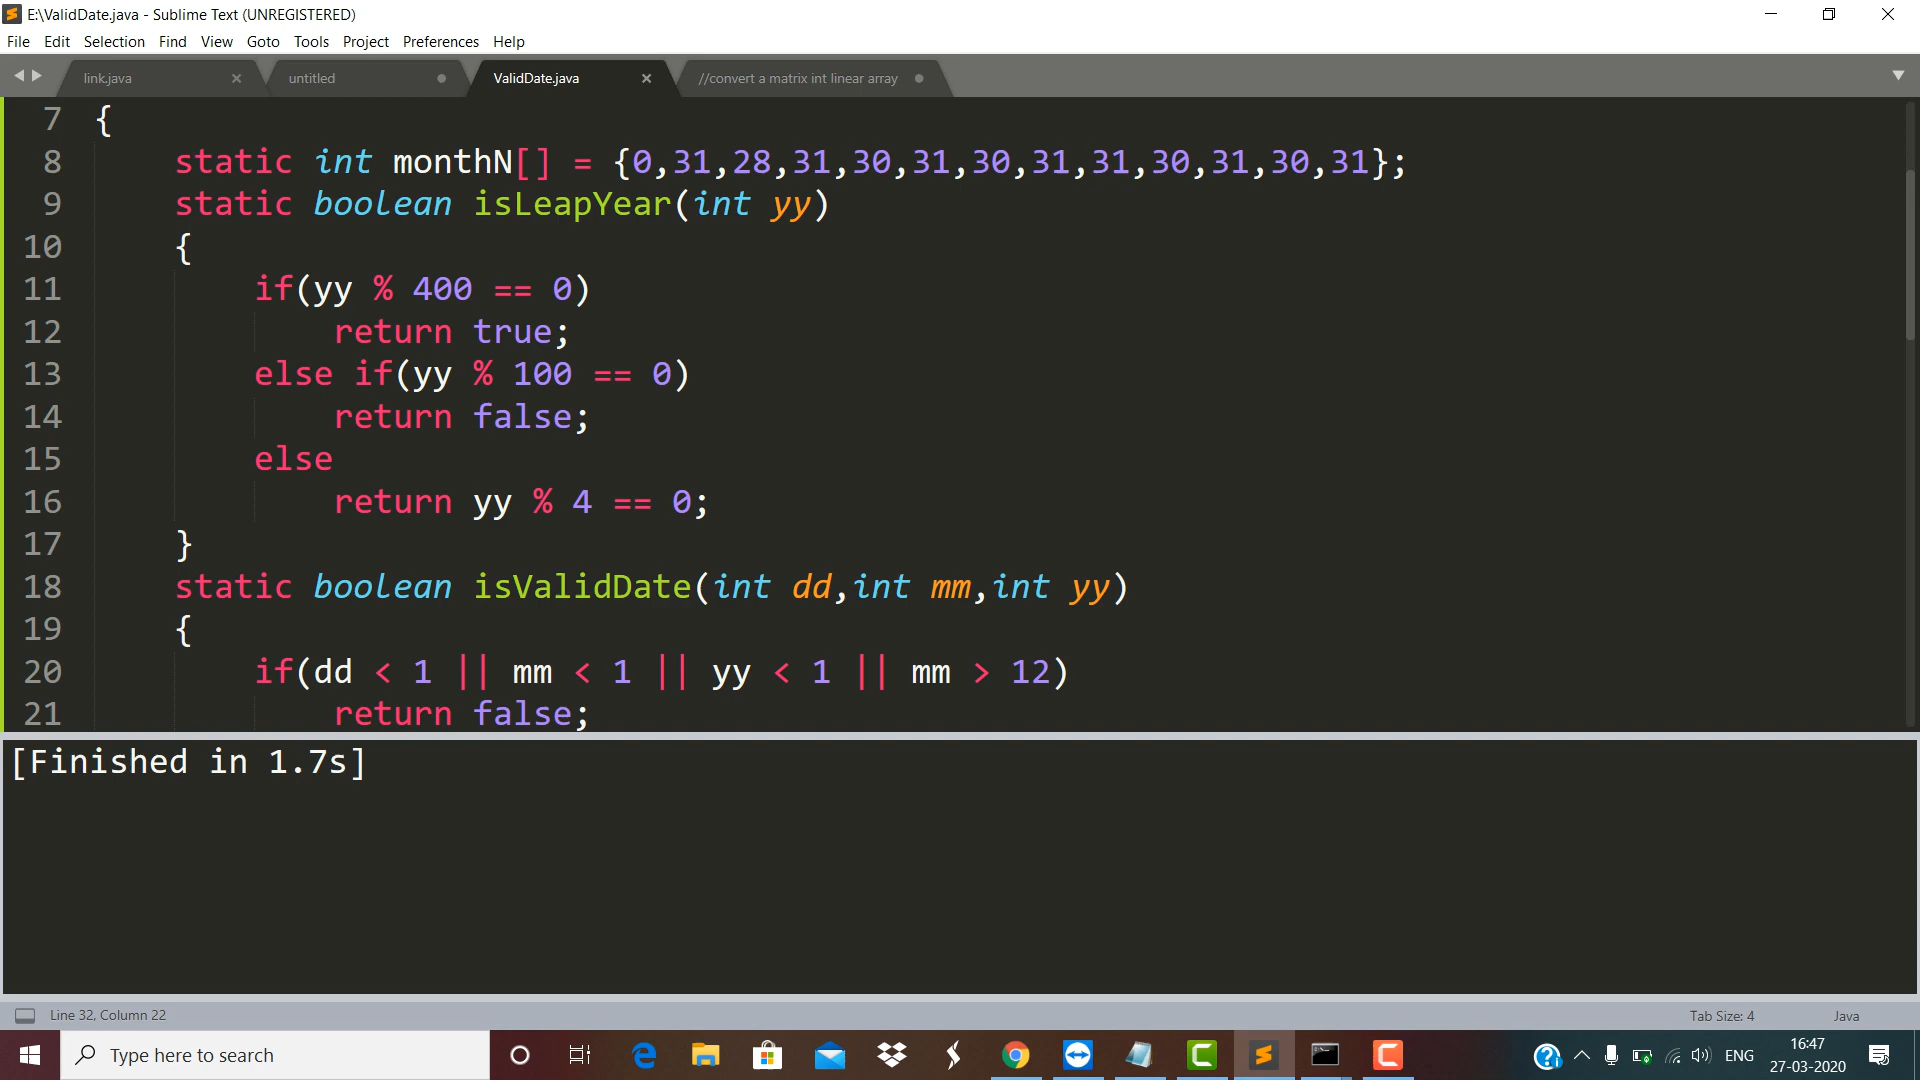 E:\ValidDate.java - Sublime Text (UNREGISTERED)
File Edit Selection Find View Goto Tools Project Preferences Help
link.java untitled ValidDate.java //convert a matrix int linear array
7 {
8 static int monthN[] = {0,31,28,31,30,31,30,31,31,30,31,30,31};
9 static boolean isLeapYear(int yy)
10 {
11 if(yy % 400 == 0)
12 return true;
13 else if(yy % 100 == 0)
14 return false;
15 else
16 return yy % 4 == 0;
17 }
18 static boolean isValidDate(int dd,int mm,int yy)
19 {
20 if(dd < 1 || mm < 1 || yy < 1 || mm > 12)
21 return false;
[Finished in 1.7s]
Line 32, Column 22 Tab Size: 4 Java
Type here to search ENG 16:47
27-03-2020